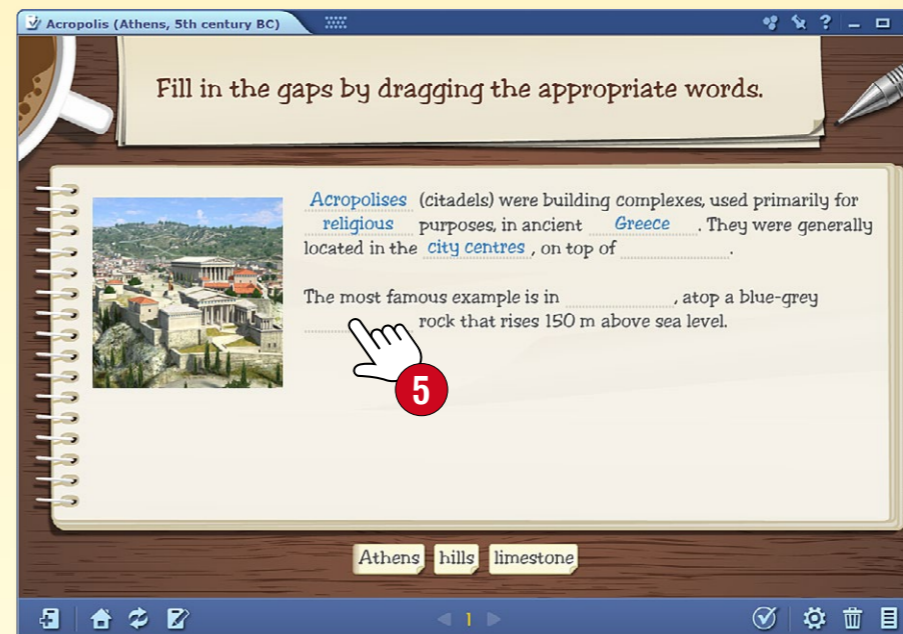 Acropolis (Athens, 5th century BC)
?
Fill in the gaps by dragging the appropriate words.
Acropolises (citadels) were building complexes, used primarily for
religious purposes, in ancient Greece . They were generally
located in the city centres , on top of .
The most famous example is in , atop a blue-grey
rock that rises 150 m above sea level.
5
Athens hills limestone
1